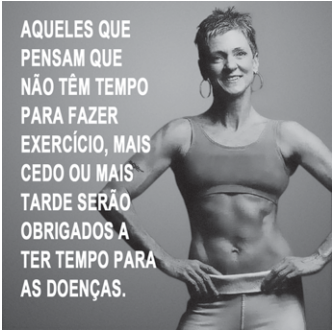 AQUELES QUE
PENSAM QUE
NÃO TÊM TEMPO
PARA FAZER
EXERCÍCIO, MAIS
CEDO OU MAIS
TARDE SERÃO
OBRIGADOS A
TER TEMPO PARA
AS DOENÇAS.